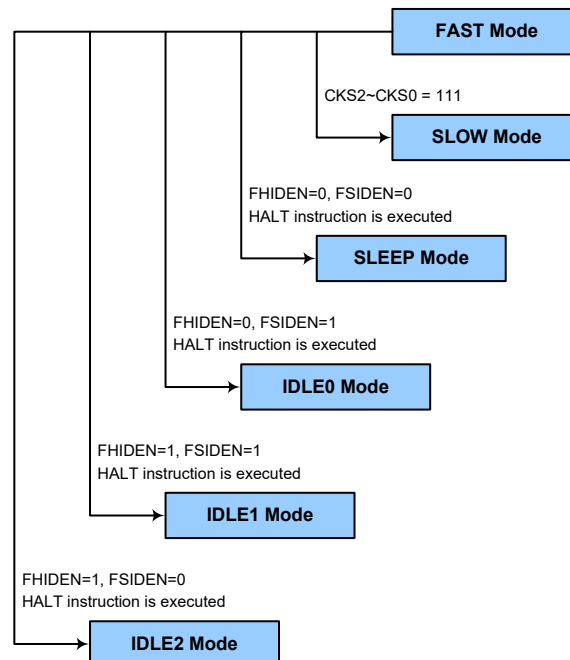 FAST Mode
CKS2~CKS0 = 111
SLOW Mode
FHIDEN=0, FSIDEN=0
HALT instruction is executed
SLEEP Mode
FHIDEN=0, FSIDEN=1
HALT instruction is executed
IDLE0 Mode
FHIDEN=1, FSIDEN=1
HALT instruction is executed
IDLE1 Mode
FHIDEN=1, FSIDEN=0
HALT instruction is executed
IDLE2 Mode